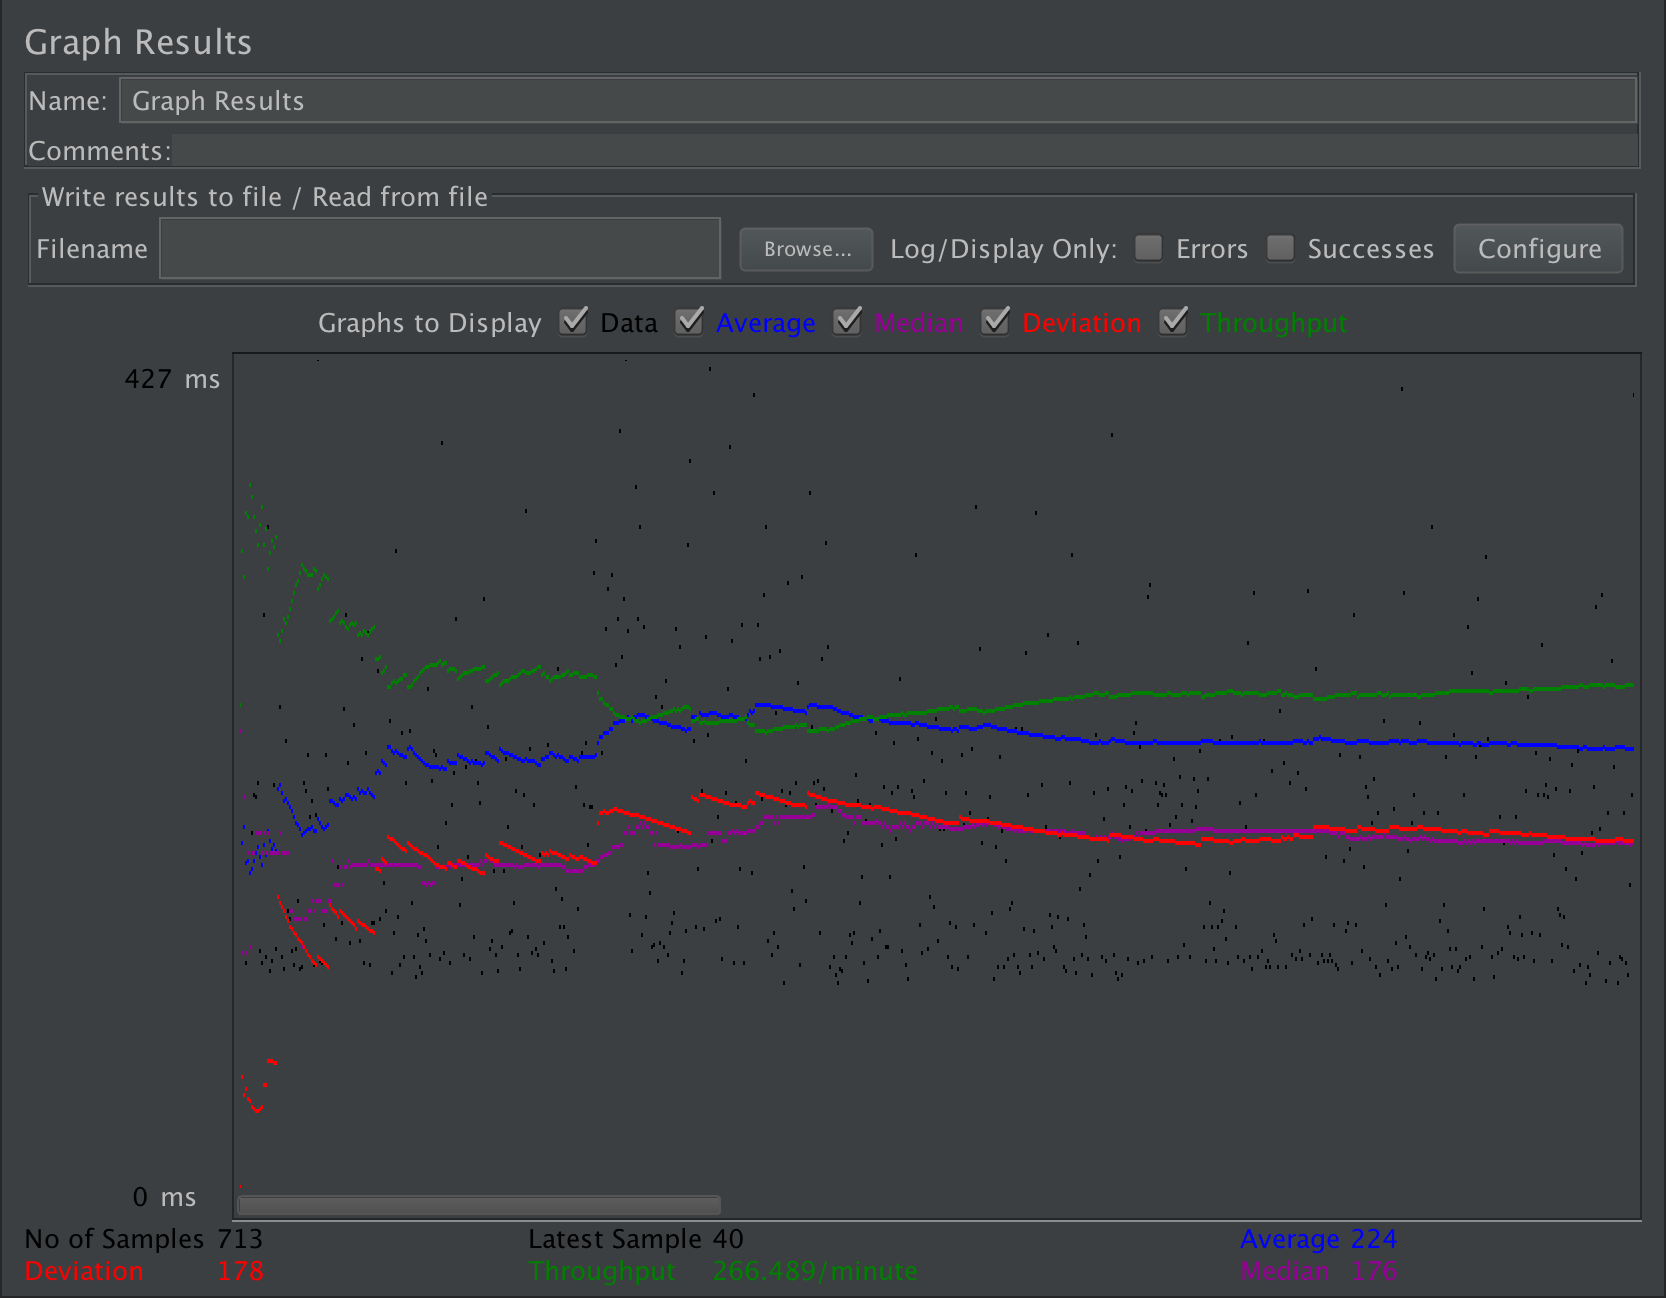 Graph Results
Name: Graph Results
Comments:
Write results to file / Read from file
Filename Browse... Log/Display Only: Errors Successes Configure
Graphs to Display Data Average Median Deviation Throughput
427 ms
0 ms
No of Samples 713 Latest Sample 40 Average 224
Deviation 178 Throughput 266.489/minute Median 176